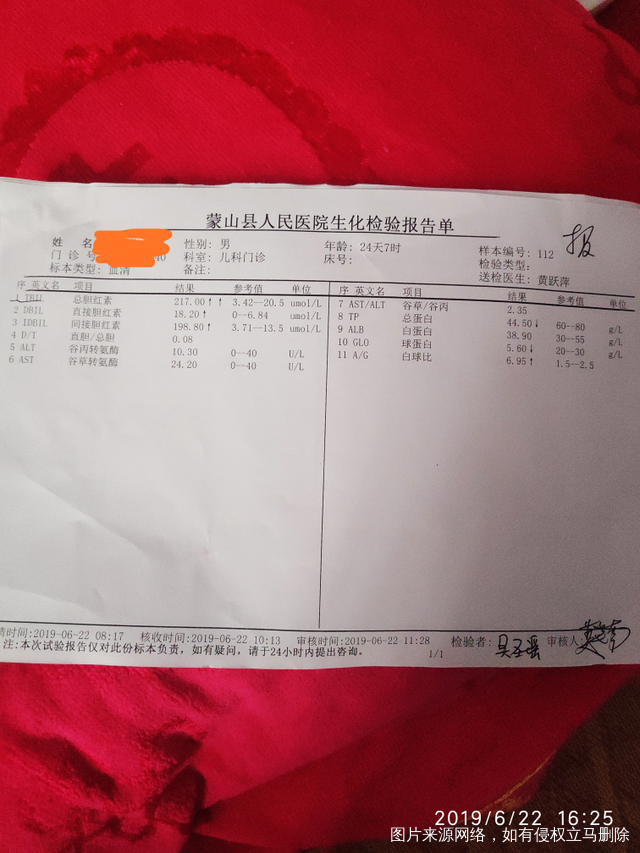 蒙山县人民医院生化检验报告单
报
姓 名 性别: 男 年龄: 24天7时 样本编号: 112
门 诊 号 40 科室: 儿科门诊 床号: 检验类型:
标本类型: 血清 备注: 送检医生: 黄跃萍
序 英文名 项目 结果 参考值 单位
1 TBIL 总胆红素 217.00↑↑ 3.42--20.5 umol/L
2 DBIL 直接胆红素 18.20↑ 0--6.84 umol/L
3 IDBIL 间接胆红素 198.80↑ 3.71--13.5 umol/L
4 D/T 直胆/总胆 0.08
5 ALT 谷丙转氨酶 10.30 0--40 U/L
6 AST 谷草转氨酶 24.20 0--40 U/L
序 英文名 项目 结果 参考值 单位
7 AST/ALT 谷草/谷丙 2.35
8 TP 总蛋白 44.50↓ 60--80 g/L
9 ALB 白蛋白 38.90 30--55 g/L
10 GLO 球蛋白 5.60↓ 20--30 g/L
11 A/G 白球比 6.95↑ 1.5--2.5
请时间:2019-06-22 08:17 核收时间:2019-06-22 10:13 审核时间:2019-06-22 11:28 检验者: 审核人:
注:本次试验报告仅对此份标本负责,如有疑问,请于24小时内提出咨询。 1/1
2019/6/22 16:25
图片来源网络，如有侵权立马删除